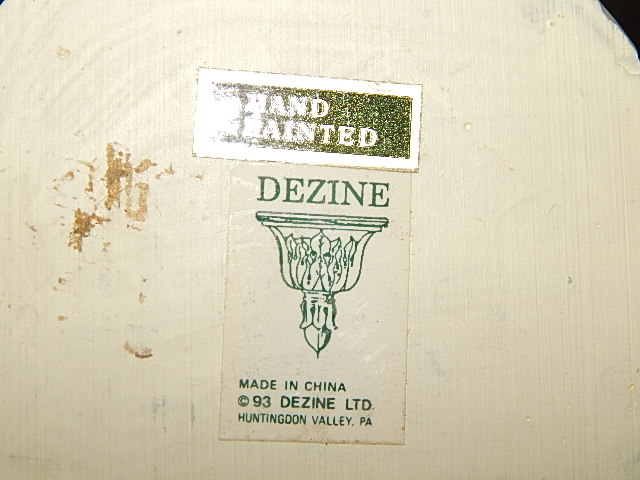 HAND
PAINTED
DEZINE
MADE IN CHINA
© 93 DEZINE LTD.
HUNTINGDON VALLEY, PA